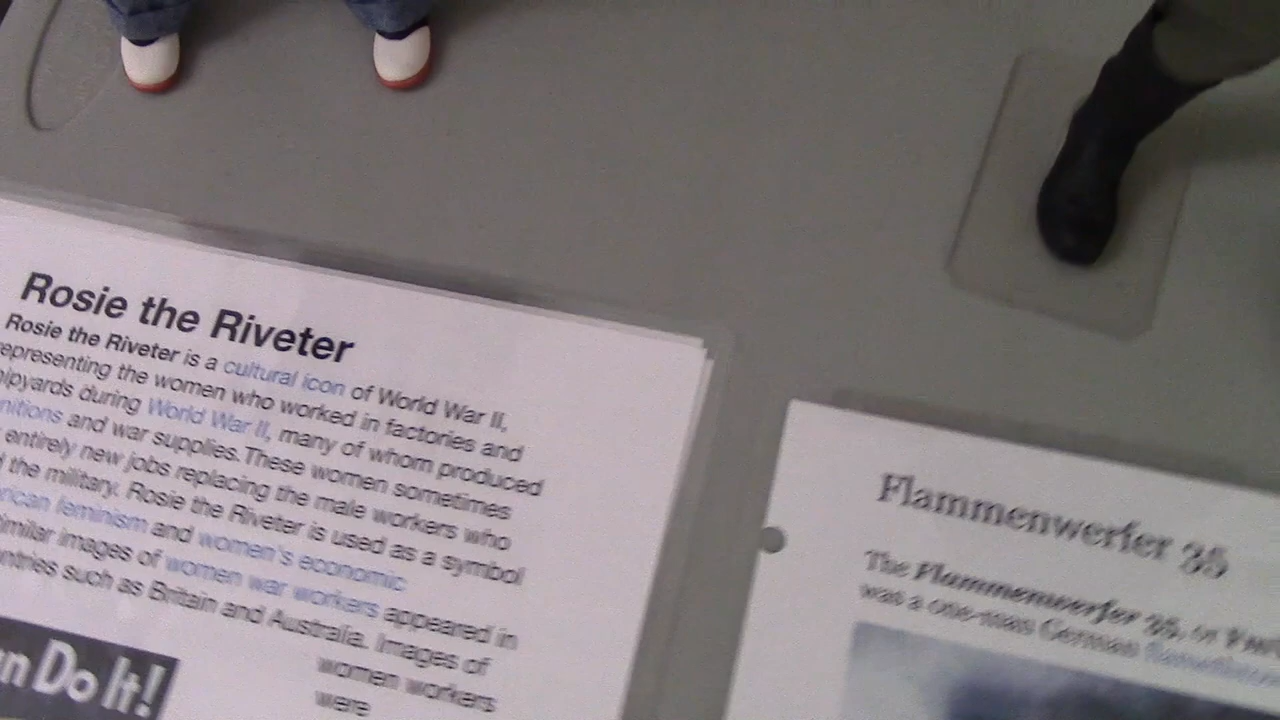 Rosie the Riveter
Rosie the Riveter is a cultural icon of World War II,
representing the women who worked in factories and
shipyards during World War II, many of whom produced
munitions and war supplies. These women sometimes
entirely new jobs replacing the male workers who
the military. Rosie the Riveter is used as a symbol
American feminism and women's economic
similar images of women war workers appeared in
countries such as Britain and Australia. Images of
women workers
were
Do It!
Flammenwerfer 35
The Flammenwerfer 35, or
was a one-man German